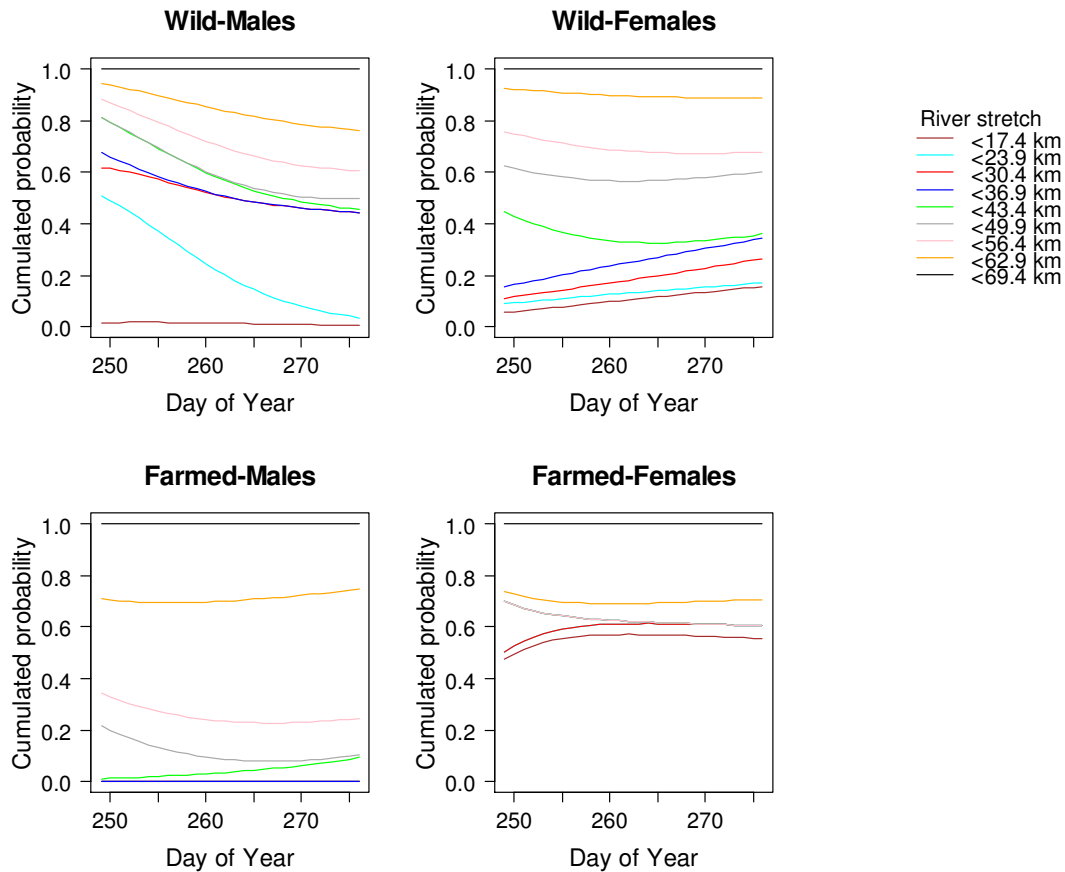 Wild-Males
Wild-Females
Cumulated probability
1.0
0.8
0.6
0.4
0.2
0.0
250
260
270
Day of Year
Cumulated probability
1.0
0.8
0.6
0.4
0.2
0.0
250
260
270
Day of Year
River stretch
<17.4 km
<23.9 km
<30.4 km
<36.9 km
<43.4 km
<49.9 km
<56.4 km
<62.9 km
<69.4 km
Farmed-Males
Farmed-Females
Cumulated probability
1.0
0.8
0.6
0.4
0.2
0.0
250
260
270
Day of Year
Cumulated probability
1.0
0.8
0.6
0.4
0.2
0.0
250
260
270
Day of Year